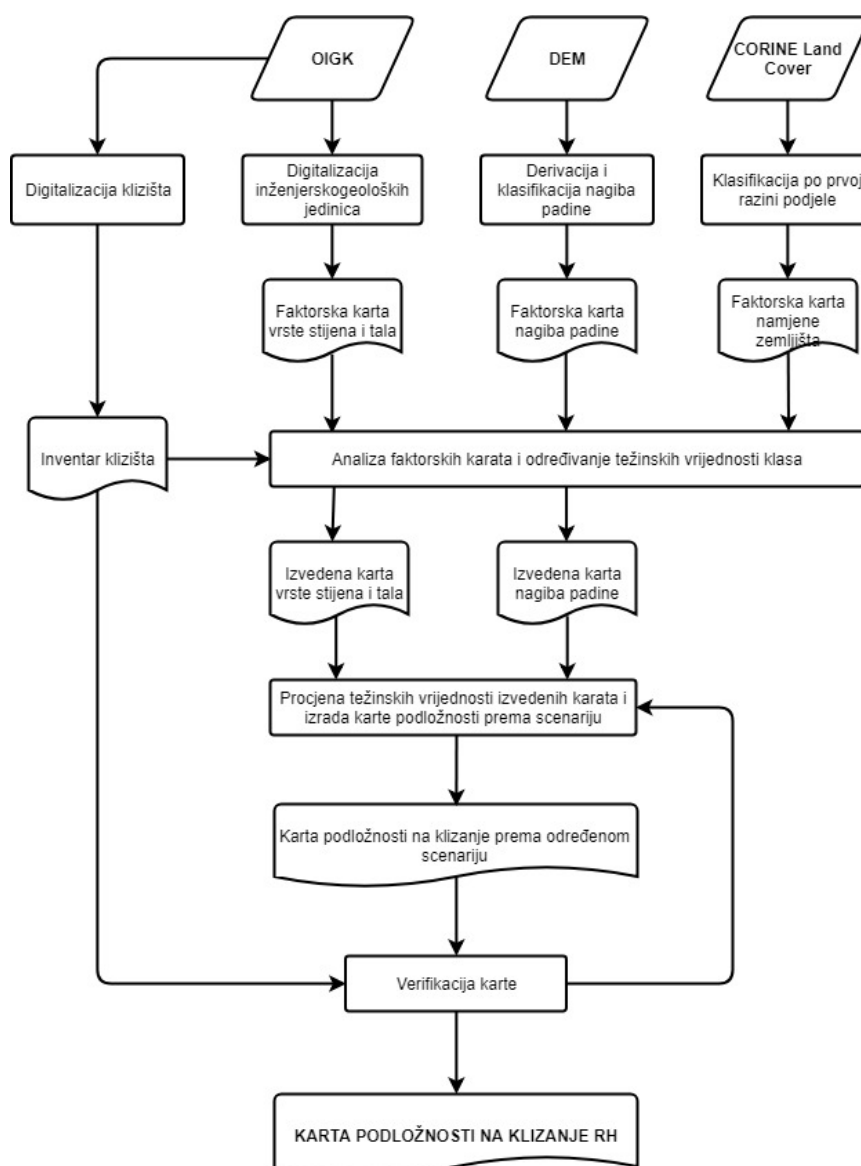 OIGK
DEM
CORINE Land
Cover
Digitalizacija klizišta
Digitalizacija
inženjerskogeoloških
jedinica
Derivacija i
klasifikacija nagiba
padine
Klasifikacija po prvoj
razini podjele
Faktorska karta
vrste stijena i tala
Faktorska karta
nagiba padine
Faktorska karta
namjene
zemljišta
Inventar klizišta
Analiza faktorskih karata i određivanje težinskih vrijednosti klasa
Izvedena karta
vrste stijena i tala
Izvedena karta
nagiba padine
Procjena težinskih vrijednosti izvedenih karata i
izrada karte podložnosti prema scenariju
Karta podložnosti na klizanje prema određenom
scenariju
Verifikacija karte
KARTA PODLOŽNOSTI NA KLIZANJE RH